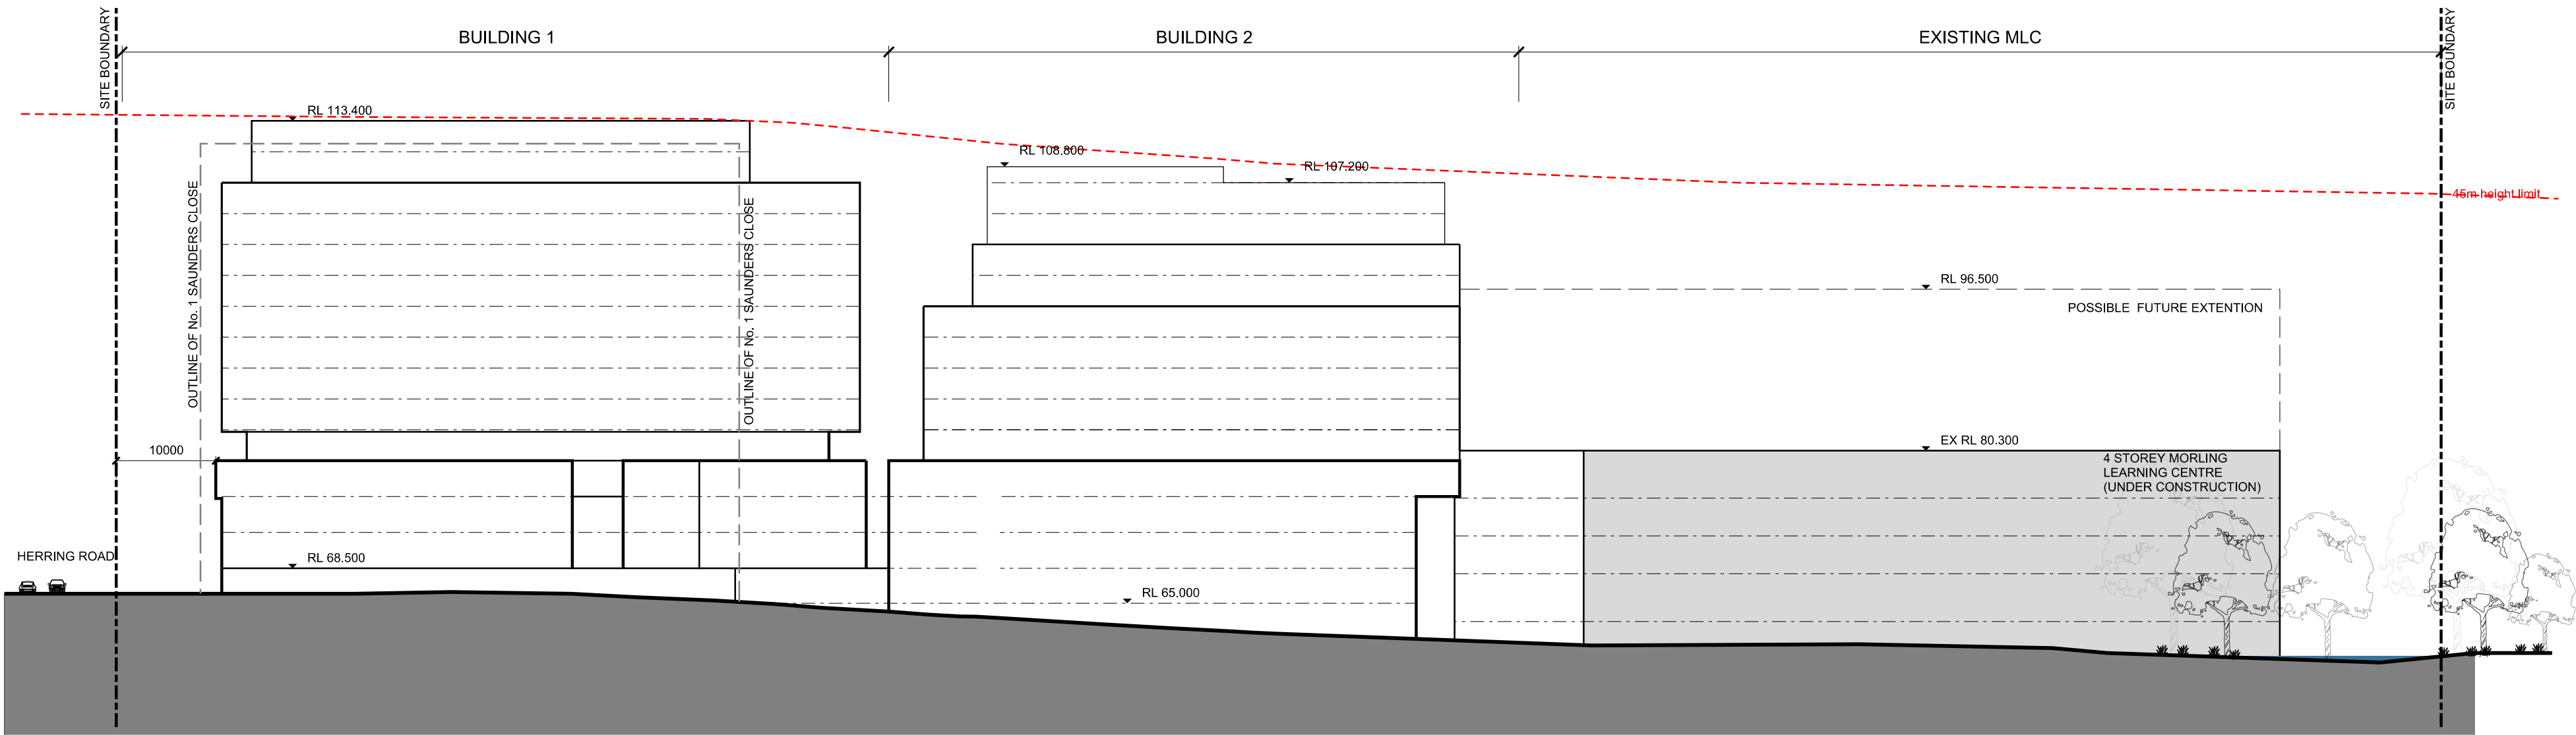 SITE BOUNDARY
BUILDING 1
BUILDING 2
EXISTING MLC
SITE BOUNDARY
RL 113.400
RL 108.800
RL 107.200
45m height limit
OUTLINE OF No. 1 SAUNDERS CLOSE
OUTLINE OF No. 1 SAUNDERS CLOSE
RL 96.500
POSSIBLE FUTURE EXTENTION
10000
EX RL 80.300
4 STOREY MORLING
LEARNING CENTRE
(UNDER CONSTRUCTION)
HERRING ROAD
RL 68.500
RL 65.000